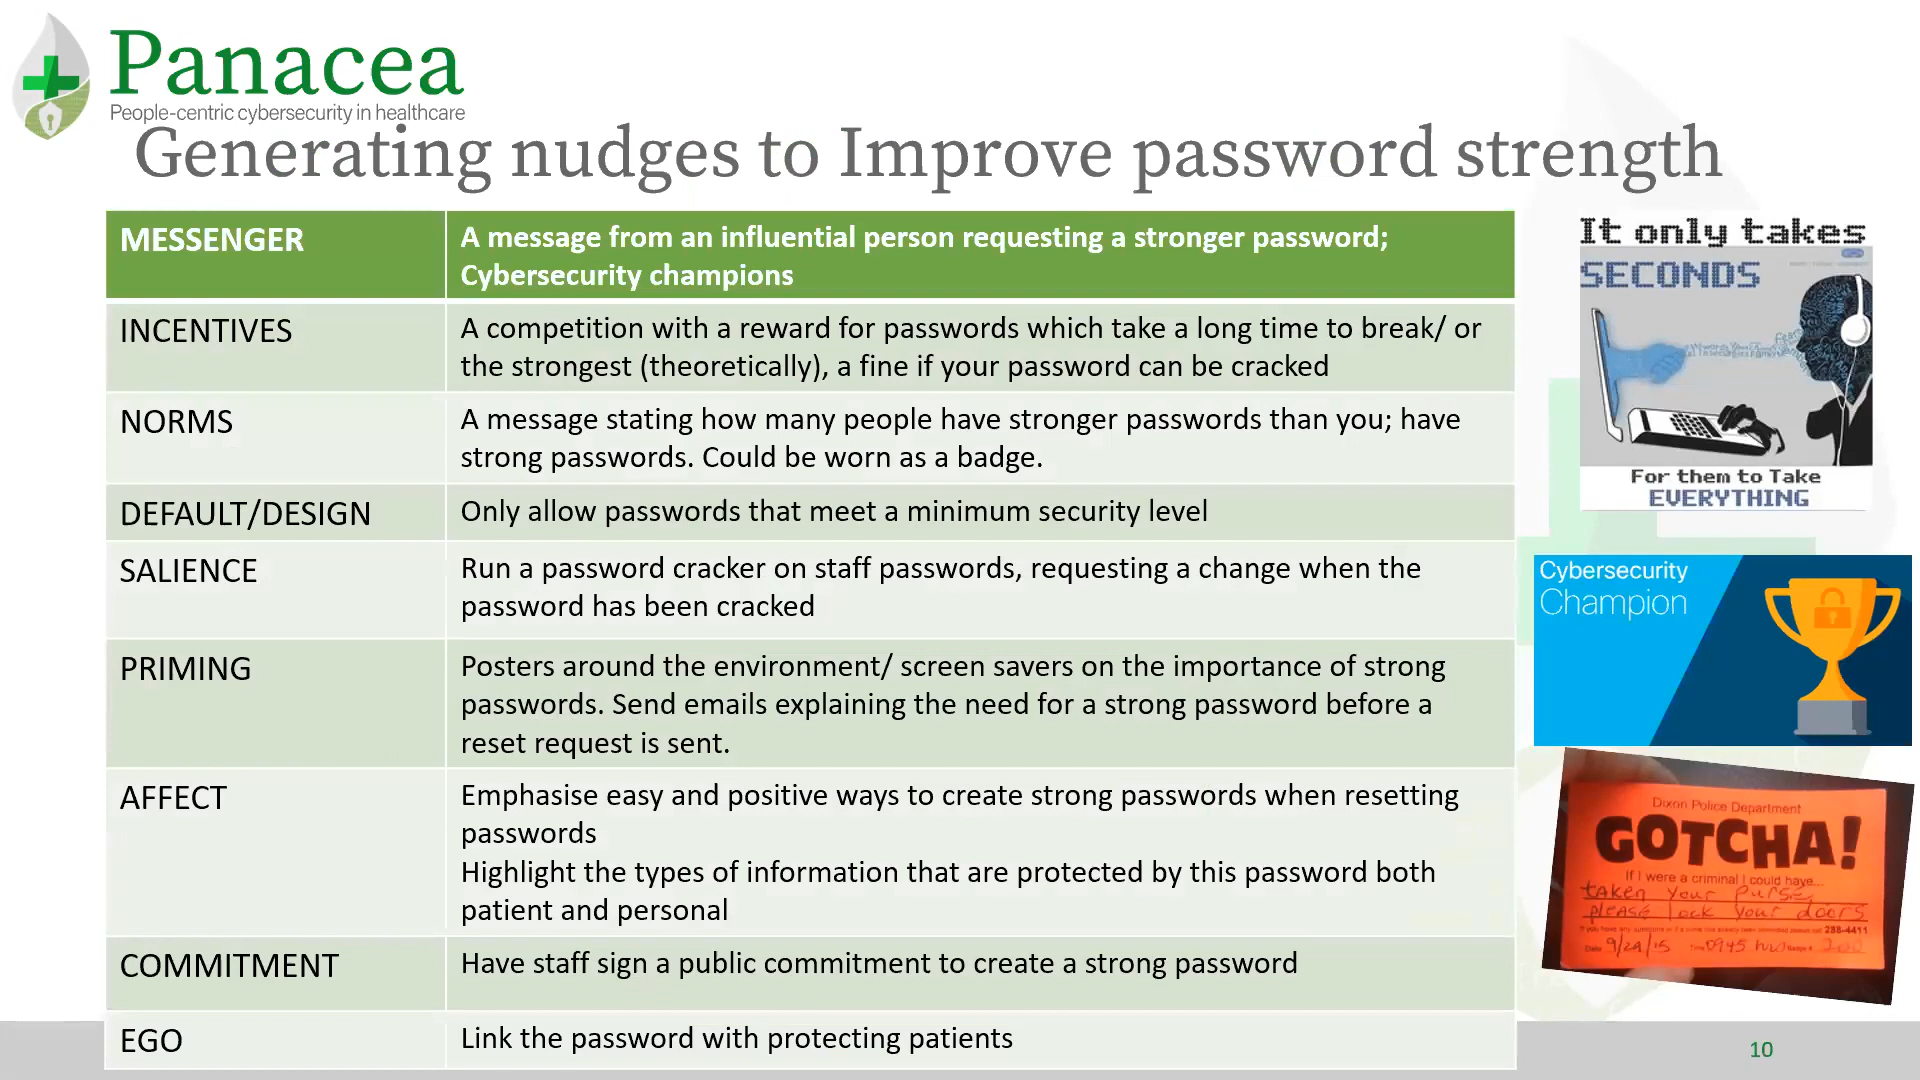 Panacea
People-centric cybersecurity in healthcare
Generating nudges to Improve password strength
MESSENGER
A message from an influential person requesting a stronger password;
Cybersecurity champions
INCENTIVES
A competition with a reward for passwords which take a long time to break/ or
the strongest (theoretically), a fine if your password can be cracked
NORMS
A message stating how many people have stronger passwords than you; have
strong passwords. Could be worn as a badge.
DEFAULT/DESIGN
Only allow passwords that meet a minimum security level
SALIENCE
Run a password cracker on staff passwords, requesting a change when the
password has been cracked
PRIMING
Posters around the environment/ screen savers on the importance of strong
passwords. Send emails explaining the need for a strong password before a
reset request is sent.
AFFECT
Emphasise easy and positive ways to create strong passwords when resetting
passwords
Highlight the types of information that are protected by this password both
patient and personal
COMMITMENT
Have staff sign a public commitment to create a strong password
EGO
Link the password with protecting patients
It only takes
SECONDS
For them to Take
EVERYTHING
Cybersecurity
Champion
Dixon Police Department
GOTCHA!
If I were a criminal I could have...
taken your purse
please lock your doors
288-4411
Date 9/29/15 Time 0945 hrs Badge #
10